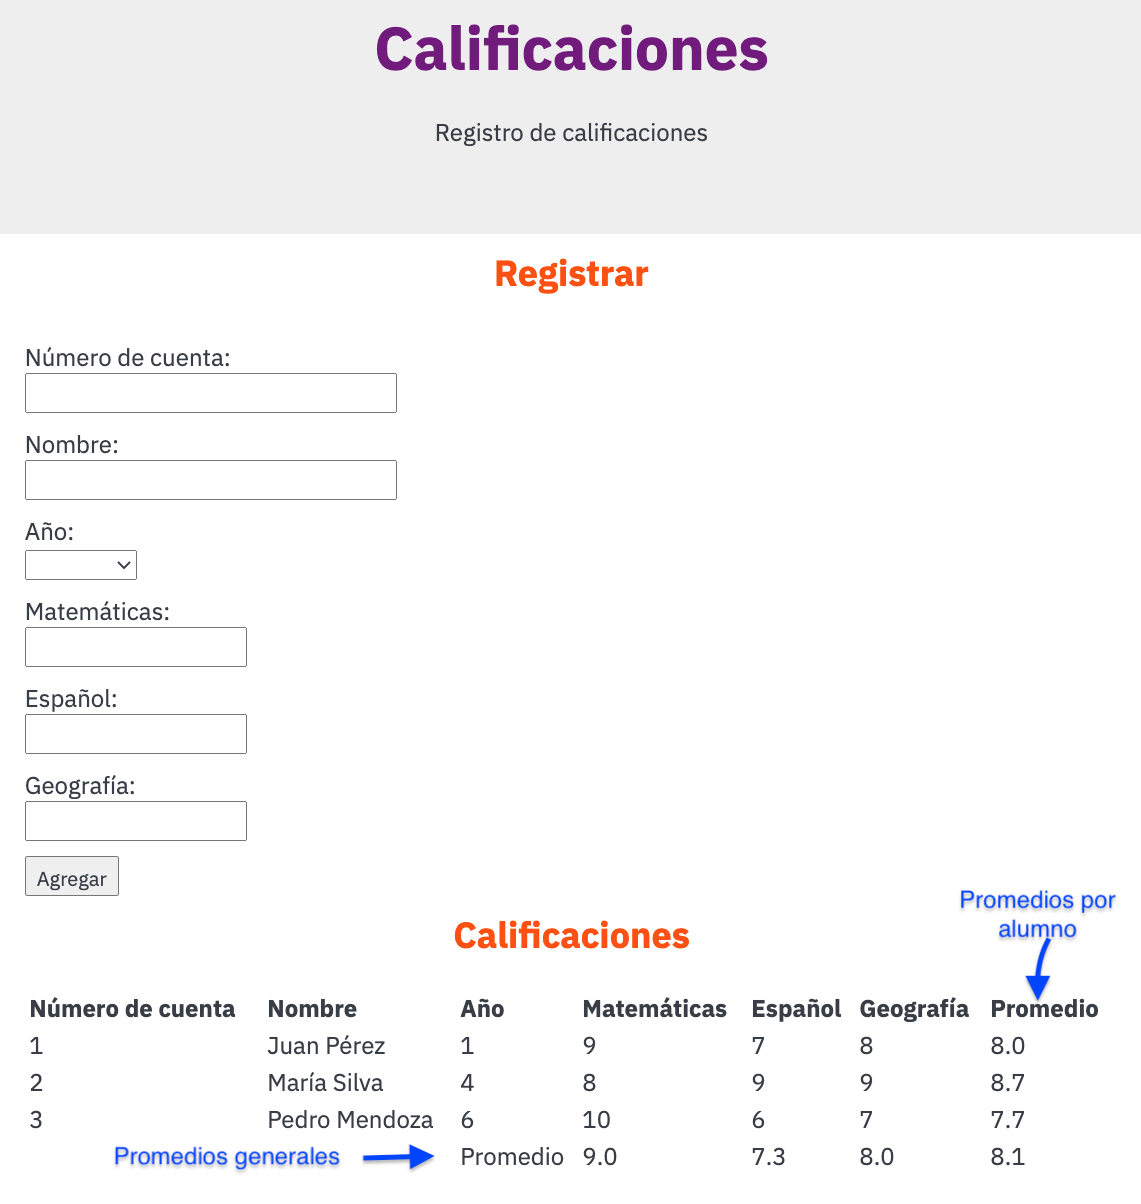 Calificaciones
Registro de calificaciones
Registrar
Número de cuenta:
Nombre:
Año:
Matemáticas:
Español:
Geografía:
Agregar
Promedios por
alumno
Calificaciones
Número de cuenta Nombre Año Matemáticas Español Geografía Promedio
1 Juan Pérez 1 9 7 8 8.0
2 María Silva 4 8 9 9 8.7
3 Pedro Mendoza 6 10 6 7 7.7
Promedios generales Promedio 9.0 7.3 8.0 8.1